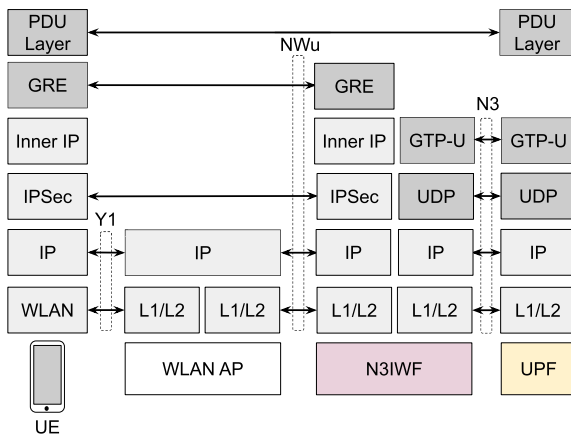 PDU
Layer
PDU
Layer
NWu
GRE
GRE
N3
Inner IP
Inner IP
GTP-U
GTP-U
IPSec
IPSec
UDP
UDP
Y1
IP
IP
IP
IP
IP
WLAN
L1/L2
L1/L2
L1/L2
L1/L2
L1/L2
WLAN AP
N3IWF
UPF
UE